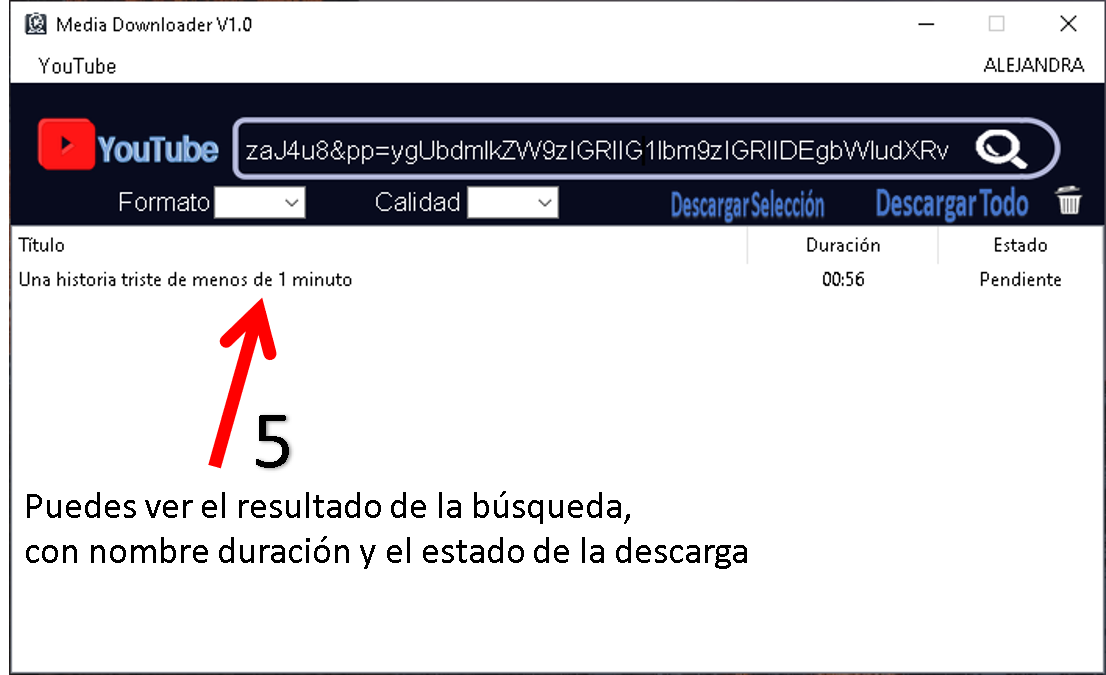 Media Downloader V1.0
YouTube ALEJANDRA
YouTube zaJ4u8&pp=ygUbdmlkZW9zIGRlIG1lbm9zIGRlIDEgbWludXRv
Formato Calidad Descargar Selección Descargar Todo
Título Duración Estado
Una historia triste de menos de 1 minuto 00:56 Pendiente
5
Puedes ver el resultado de la búsqueda,
con nombre duración y el estado de la descarga